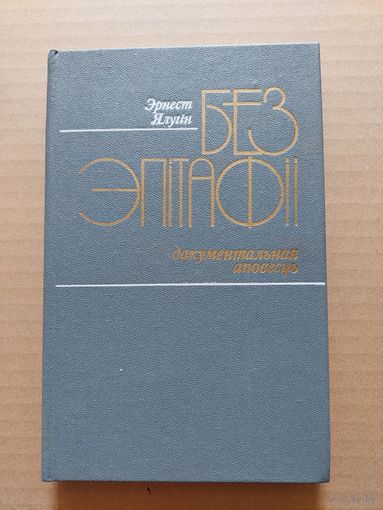 Эрнест
Ялугін
БЕЗ
ЭПІТАФІІ
дакументальная
аповесць